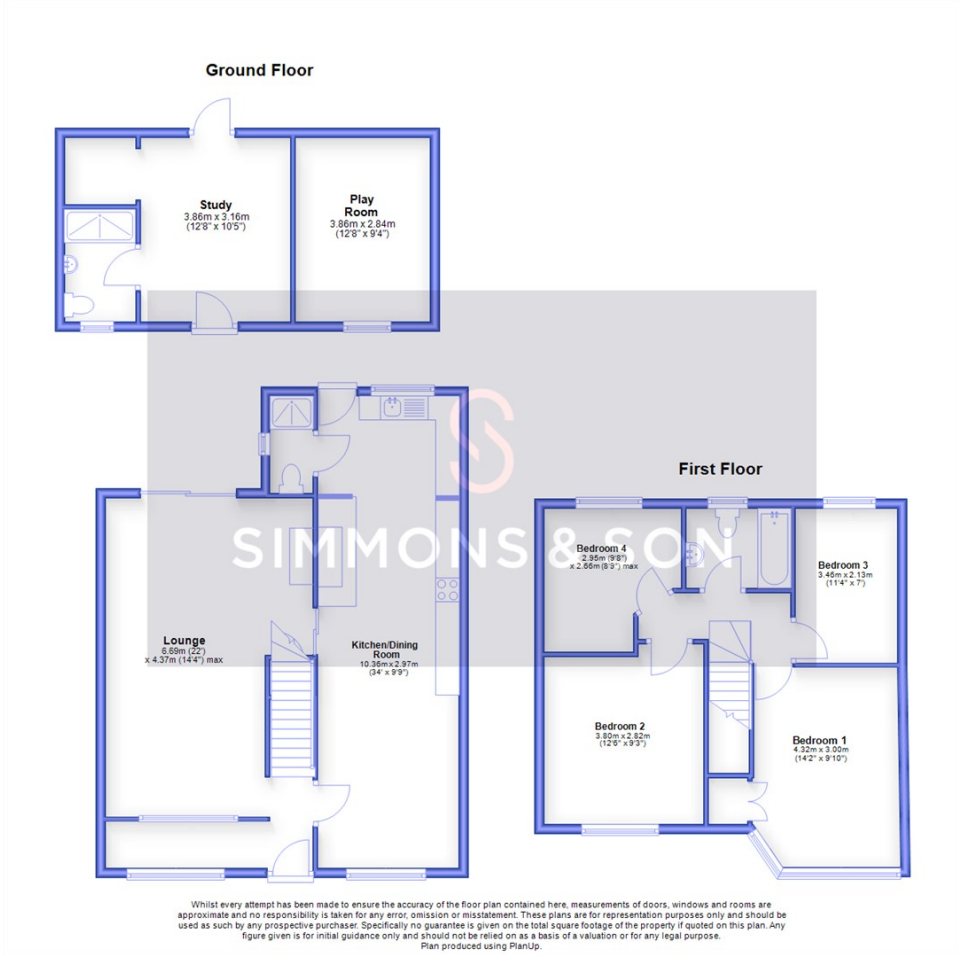 Ground Floor
Study
3.86m x 3.16m
(12'8" x 10'5")
Play
Room
3.86m x 2.84m
(12'8" x 9'4")
SIMMONS & SON
Lounge
6.69m (22')
x 4.37m (14'4") max
Kitchen/Dining
Room
10.36m x 2.97m
(34' x 9'9")
First Floor
Bedroom 4
2.95m (9'8")
x 2.66m (8'9") max
Bedroom 3
3.46m x 2.13m
(11'4" x 7')
Bedroom 2
3.80m x 2.82m
(12'6" x 9'3")
Bedroom 1
4.32m x 3.00m
(14'2" x 9'10")
Whilst every attempt has been made to ensure the accuracy of the floor plan contained here, measurements of doors, windows and rooms are
approximate and no responsibility is taken for any error, omission or misstatement. These plans are for representation purposes only and should be
used as such by any prospective purchaser. Specifically no guarantee is given on the total square footage of the property if quoted on this plan. Any
figure given is for initial guidance only and should not be relied on as a basis of a valuation or for any legal purpose.
Plan produced using PlanUp.